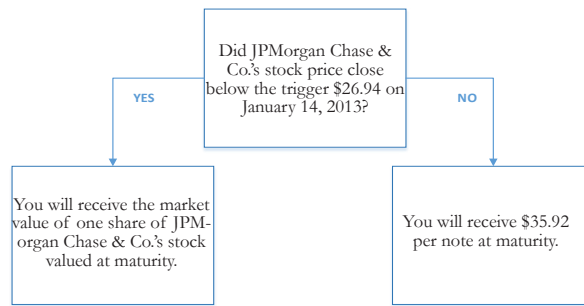 Did JPMorgan Chase &
Co.'s stock price close
below the trigger $26.94 on
January 14, 2013?
YES
NO
You will receive the market
value of one share of JPM-
organ Chase & Co.'s stock
valued at maturity.
You will receive $35.92
per note at maturity.